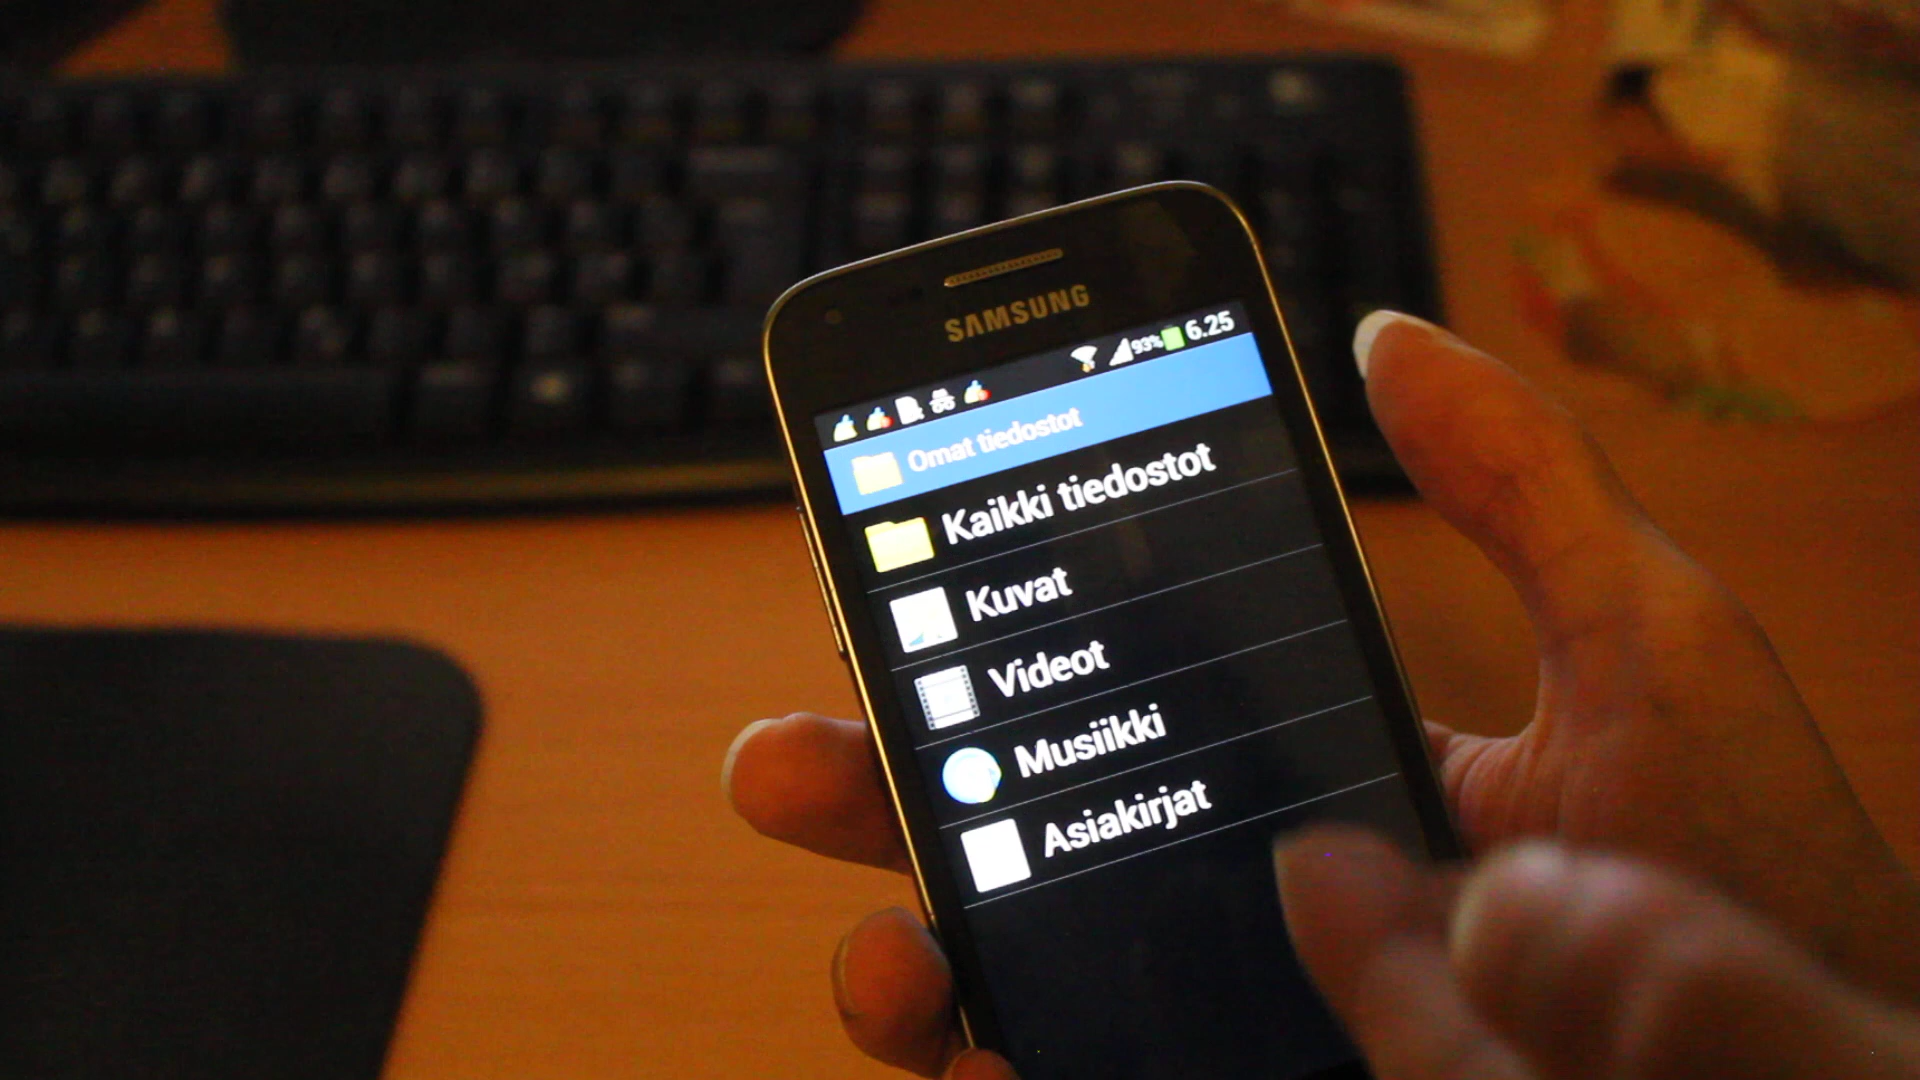 SAMSUNG
93% 6.25
Omat tiedostot
Kaikki tiedostot
Kuvat
Videot
Musiikki
Asiakirjat